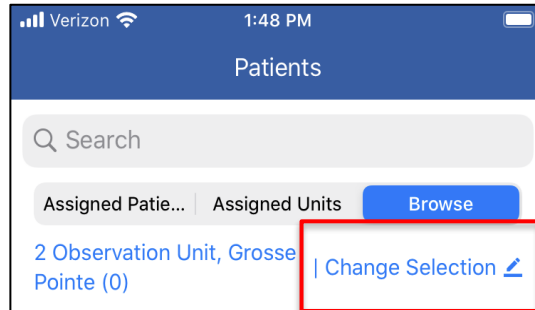 Verizon 1:48 PM
Patients
Search
Assigned Patie... Assigned Units Browse
2 Observation Unit, Grosse | Change Selection
Pointe (0)